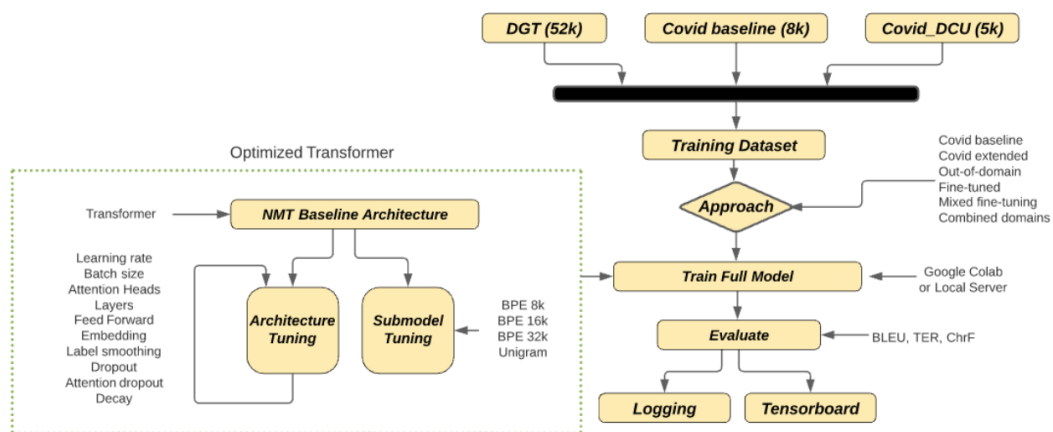 DGT (52k)
Covid baseline (8k)
Covid_DCU (5k)
Training Dataset
Covid baseline
Covid extended
Out-of-domain
Fine-tuned
Mixed fine-tuning
Combined domains
Approach
Optimized Transformer
Transformer
NMT Baseline Architecture
Learning rate
Batch size
Attention Heads
Layers
Feed Forward
Embedding
Label smoothing
Dropout
Attention dropout
Decay
Architecture
Tuning
Submodel
Tuning
BPE 8k
BPE 16k
BPE 32k
Unigram
Train Full Model
Google Colab
or Local Server
Evaluate
BLEU, TER, ChrF
Logging
Tensorboard